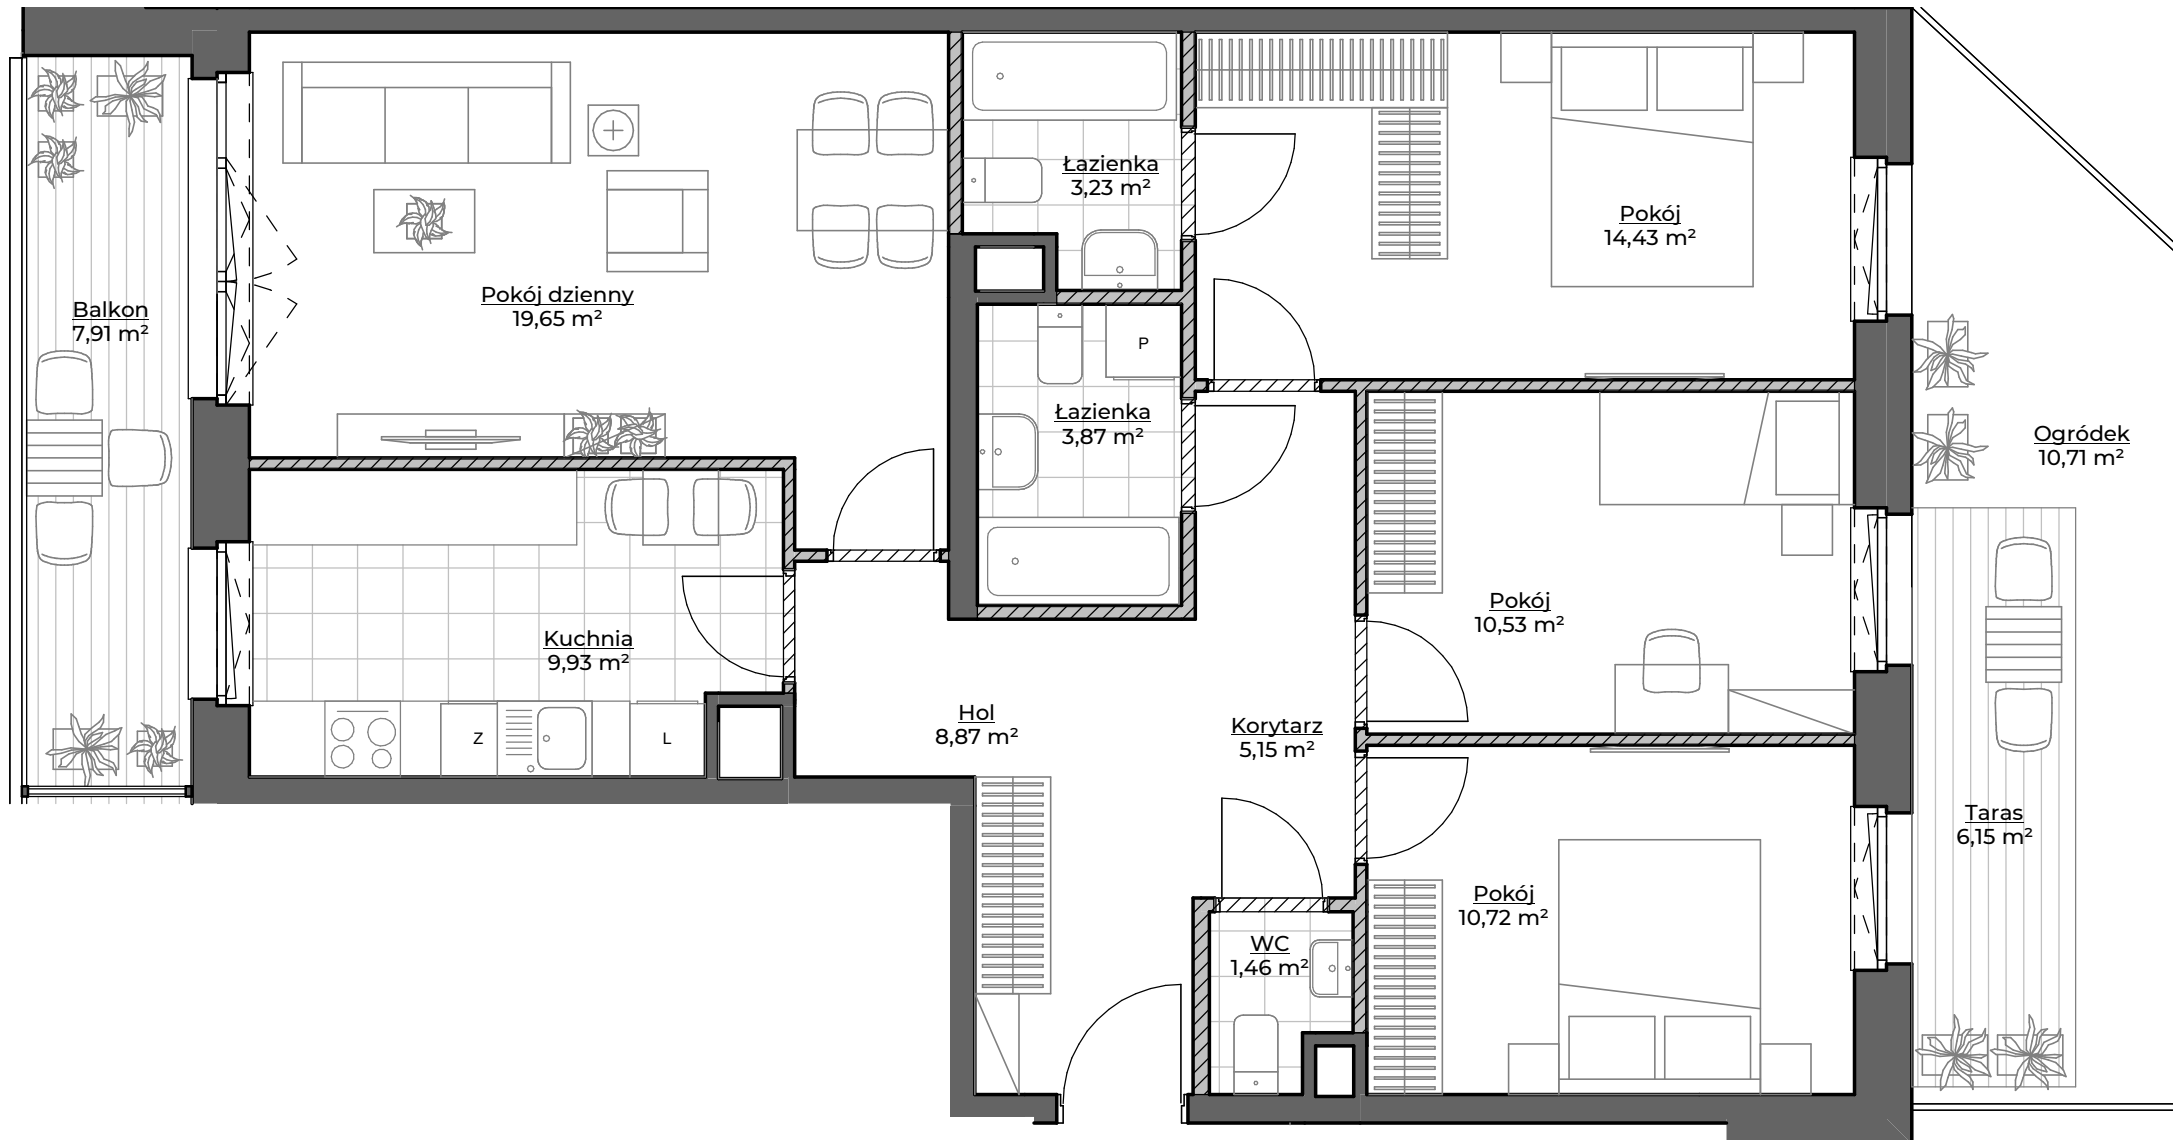 Łazienka
3,23 m²
Pokój
14,43 m²
Balkon
7,91 m²
Pokój dzienny
19,65 m²
P
Łazienka
3,87 m²
Ogródek
10,71 m²
Pokój
10,53 m²
Kuchnia
9,93 m²
Z
L
Hol
8,87 m²
Korytarz
5,15 m²
Taras
6,15 m²
Pokój
10,72 m²
WC
1,46 m²